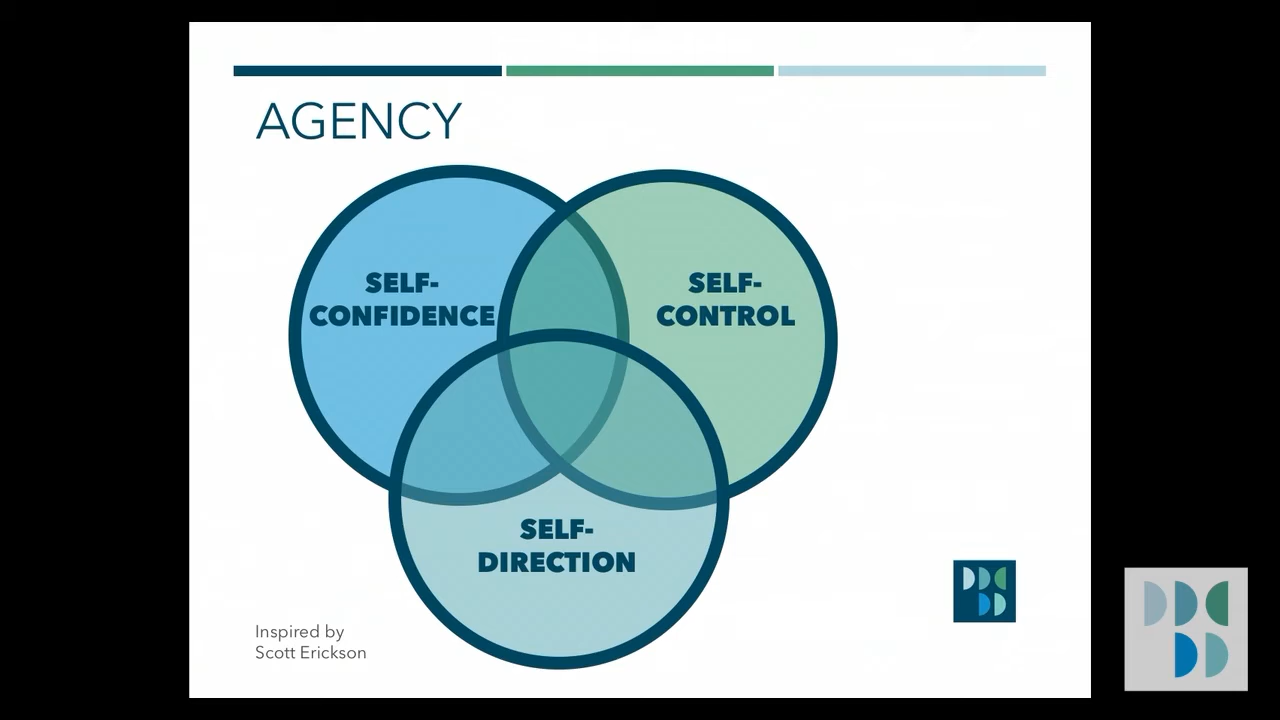 AGENCY
SELF-
CONFIDENCE
SELF-
CONTROL
SELF-
DIRECTION
Inspired by
Scott Erickson